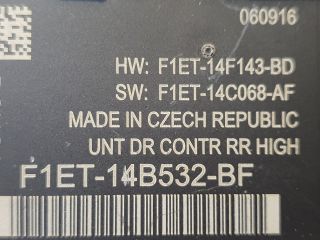 060916
HW: F1ET-14F143-BD
SW: F1ET-14C068-AF
MADE IN CZECH REPUBLIC
UNT DR CONTR RR HIGH
F1ET-14B532-BF